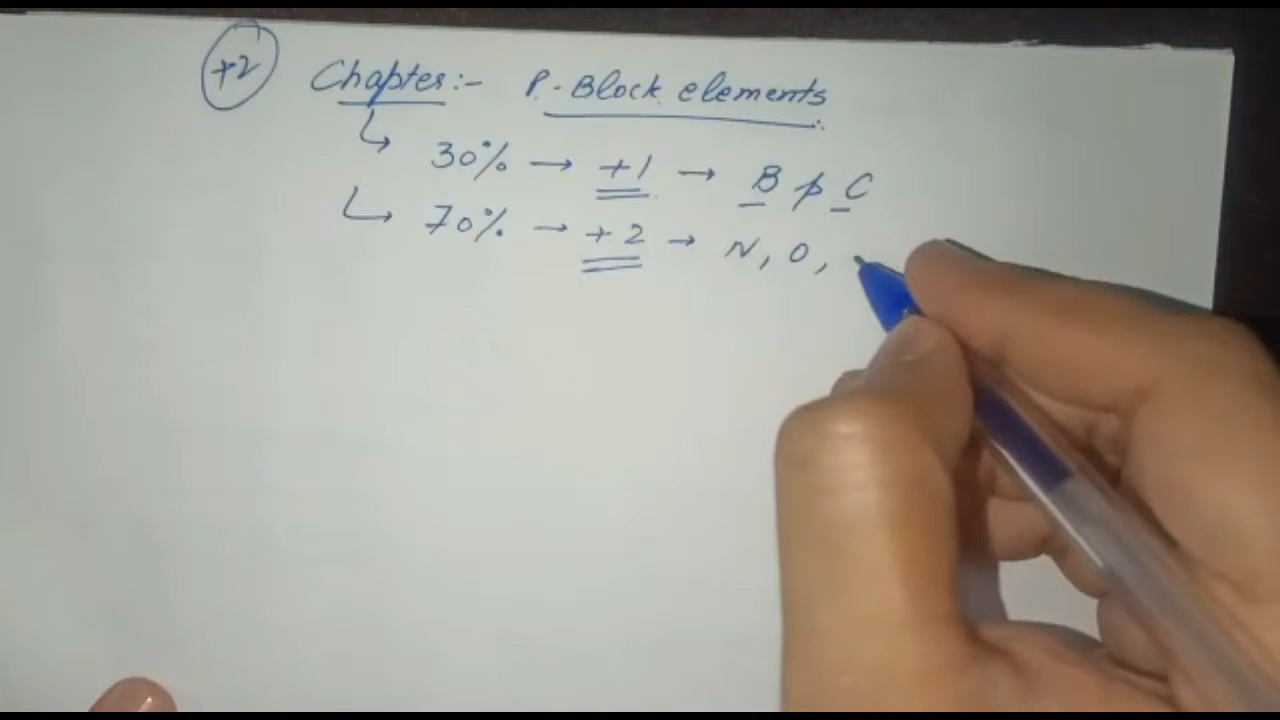 +2 Chapter:- P-Block elements
↳ 30% → +1 → B & C
↳ 70% → +2 → N, O,